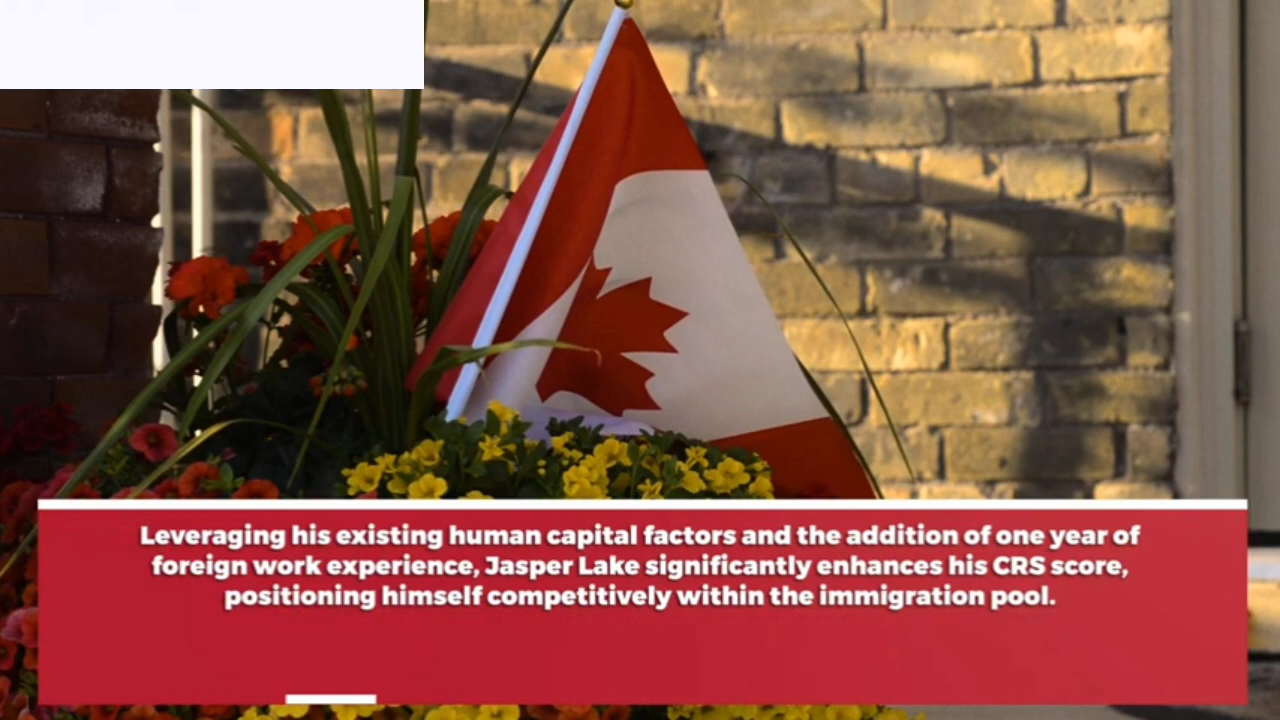 Leveraging his existing human capital factors and the addition of one year of
foreign work experience, Jasper Lake significantly enhances his CRS score,
positioning himself competitively within the immigration pool.